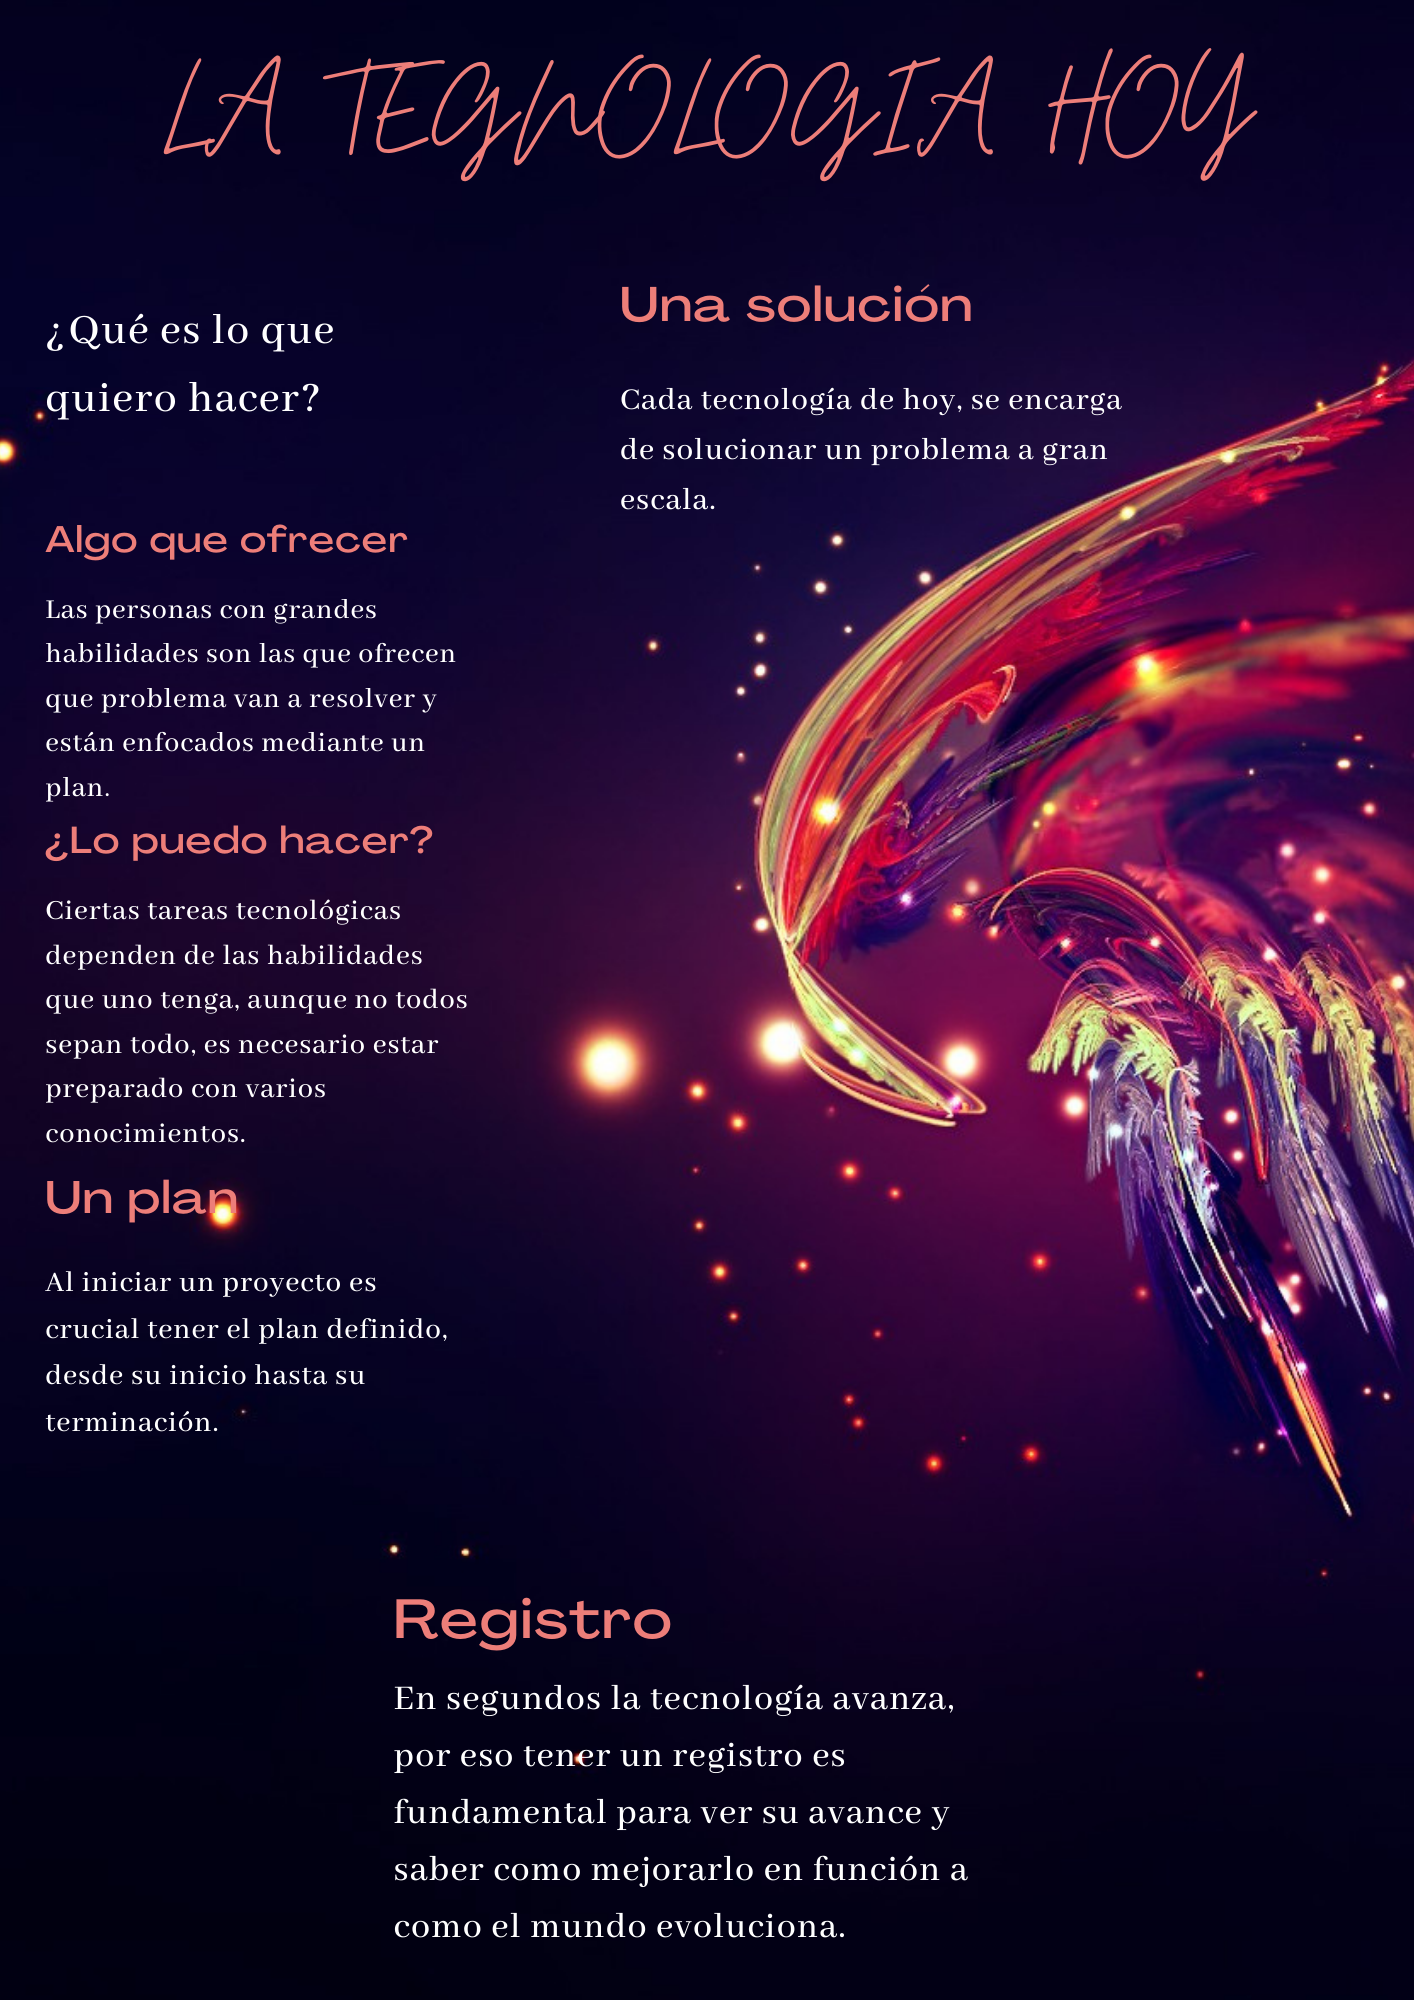 LA TEGNOLOGIA HOY
¿Qué es lo que
quiero hacer?
Algo que ofrecer
Las personas con grandes
habilidades son las que ofrecen
que problema van a resolver y
están enfocados mediante un
plan.
¿Lo puedo hacer?
Ciertas tareas tecnológicas
dependen de las habilidades
que uno tenga, aunque no todos
sepan todo, es necesario estar
preparado con varios
conocimientos.
Un plan
Al iniciar un proyecto es
crucial tener el plan definido,
desde su inicio hasta su
terminación.
Una solución
Cada tecnología de hoy, se encarga
de solucionar un problema a gran
escala.
Registro
En segundos la tecnología avanza,
por eso tener un registro es
fundamental para ver su avance y
saber como mejorarlo en función a
como el mundo evoluciona.